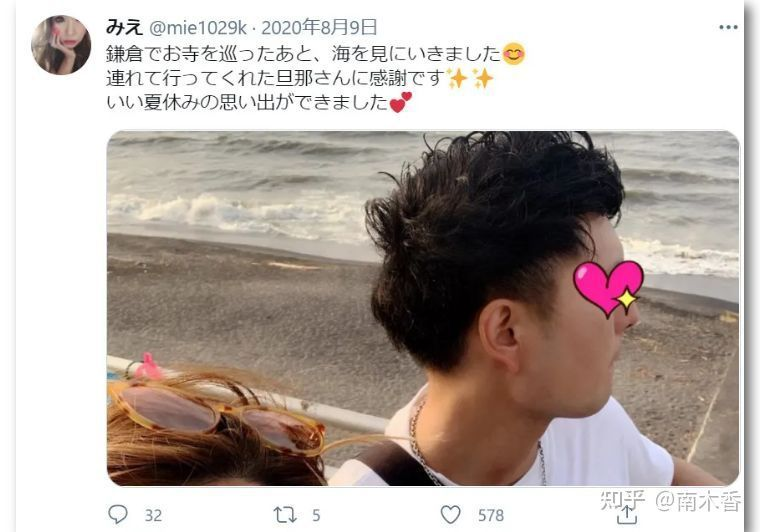 みえ @mie1029k · 2020年8月9日
鎌倉でお寺を巡ったあと、海を見にいきました😊
連れて行ってくれた旦那さんに感謝です✨✨
いい夏休みの思い出ができました💕
32 5 578
知乎 @南木香